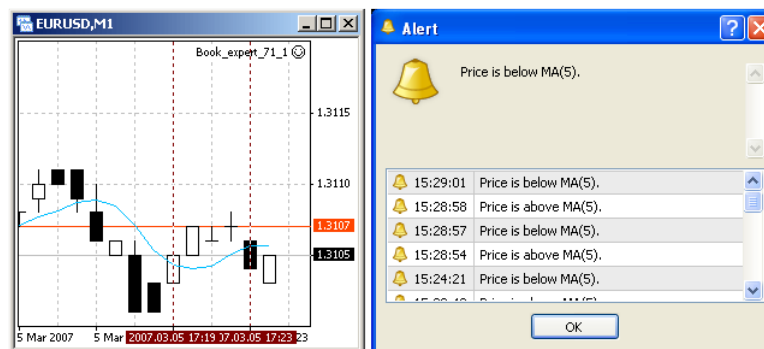 EURUSD,M1
Book_expert_71_1
1.3115
1.3110
1.3107
1.3105
5 Mar 2007 5 Mar 2007.03.05 17:19 07.03.05 17:23 23
Alert
Price is below MA(5).
15:29:01 Price is below MA(5).
15:28:58 Price is above MA(5).
15:28:57 Price is below MA(5).
15:28:54 Price is above MA(5).
15:24:21 Price is below MA(5).
OK